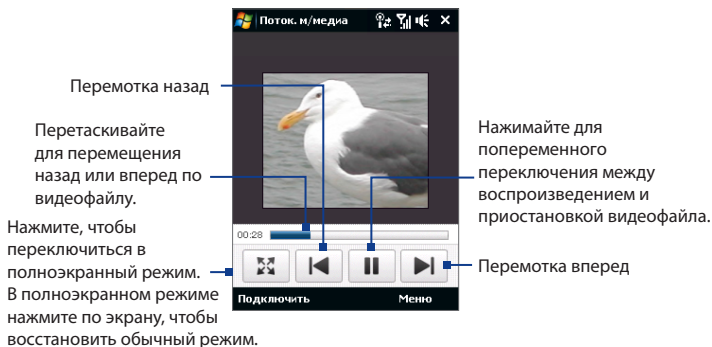 Поток. м/медиа
Перемотка назад
Перетаскивайте
для перемещения
назад или вперед по
видеофайлу.
Нажимайте для
попеременного
переключения между
воспроизведением и
приостановкой видеофайла.
00:28
Нажмите, чтобы
переключиться в
полноэкранный режим.
В полноэкранном режиме
нажмите по экрану, чтобы
восстановить обычный режим.
Перемотка вперед
Подключить
Меню